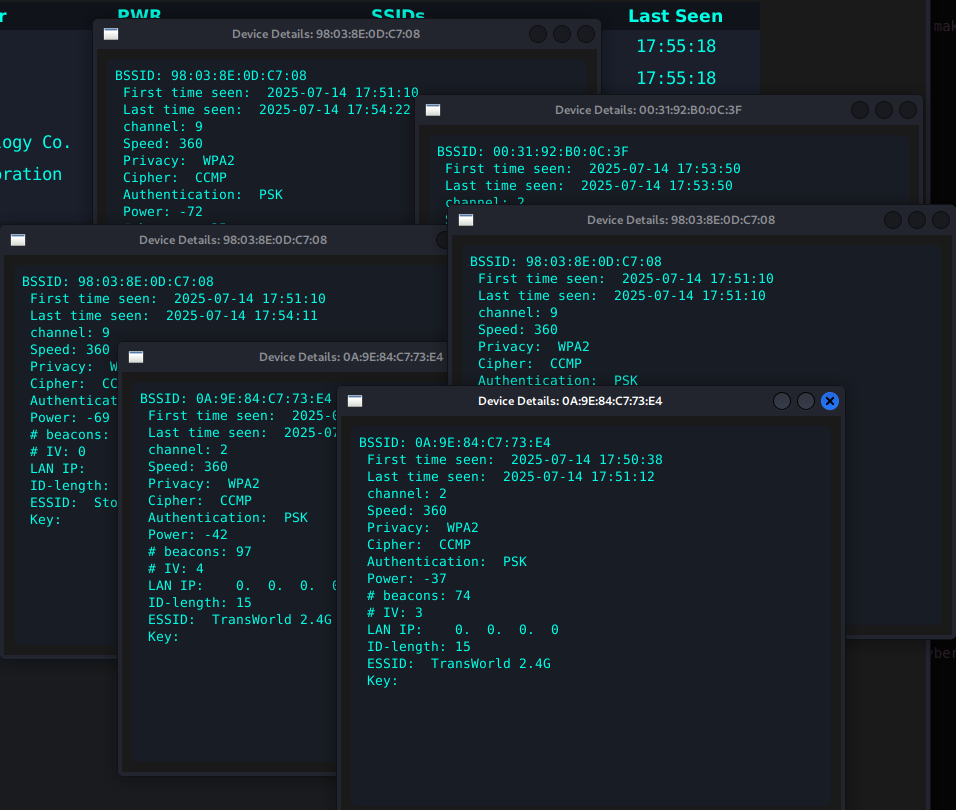 r PWR SSIDs Last Seen
17:55:18
17:55:18
ogy Co.
oration
mak
Device Details: 98:03:8E:0D:C7:08
BSSID: 98:03:8E:0D:C7:08
First time seen: 2025-07-14 17:51:10
Last time seen: 2025-07-14 17:54:22
channel: 9
Speed: 360
Privacy: WPA2
Cipher: CCMP
Authentication: PSK
Power: -72
Device Details: 00:31:92:B0:0C:3F
BSSID: 00:31:92:B0:0C:3F
First time seen: 2025-07-14 17:53:50
Last time seen: 2025-07-14 17:53:50
channel: 2
Device Details: 98:03:8E:0D:C7:08
BSSID: 98:03:8E:0D:C7:08
First time seen: 2025-07-14 17:51:10
Last time seen: 2025-07-14 17:54:11
channel: 9
Speed: 360
Privacy: W
Cipher: CC
Authenticat
Power: -69
# beacons:
# IV: 0
LAN IP:
ID-length:
ESSID: Sto
Key:
Device Details: 98:03:8E:0D:C7:08
BSSID: 98:03:8E:0D:C7:08
First time seen: 2025-07-14 17:51:10
Last time seen: 2025-07-14 17:51:10
channel: 9
Speed: 360
Privacy: WPA2
Cipher: CCMP
Authentication: PSK
Device Details: 0A:9E:84:C7:73:E4
BSSID: 0A:9E:84:C7:73:E4
First time seen: 2025-0
Last time seen: 2025-07
channel: 2
Speed: 360
Privacy: WPA2
Cipher: CCMP
Authentication: PSK
Power: -42
# beacons: 97
# IV: 4
LAN IP: 0. 0. 0. 0
ID-length: 15
ESSID: TransWorld 2.4G
Key:
Device Details: 0A:9E:84:C7:73:E4
BSSID: 0A:9E:84:C7:73:E4
First time seen: 2025-07-14 17:50:38
Last time seen: 2025-07-14 17:51:12
channel: 2
Speed: 360
Privacy: WPA2
Cipher: CCMP
Authentication: PSK
Power: -37
# beacons: 74
# IV: 3
LAN IP: 0. 0. 0. 0
ID-length: 15
ESSID: TransWorld 2.4G
Key:
yber